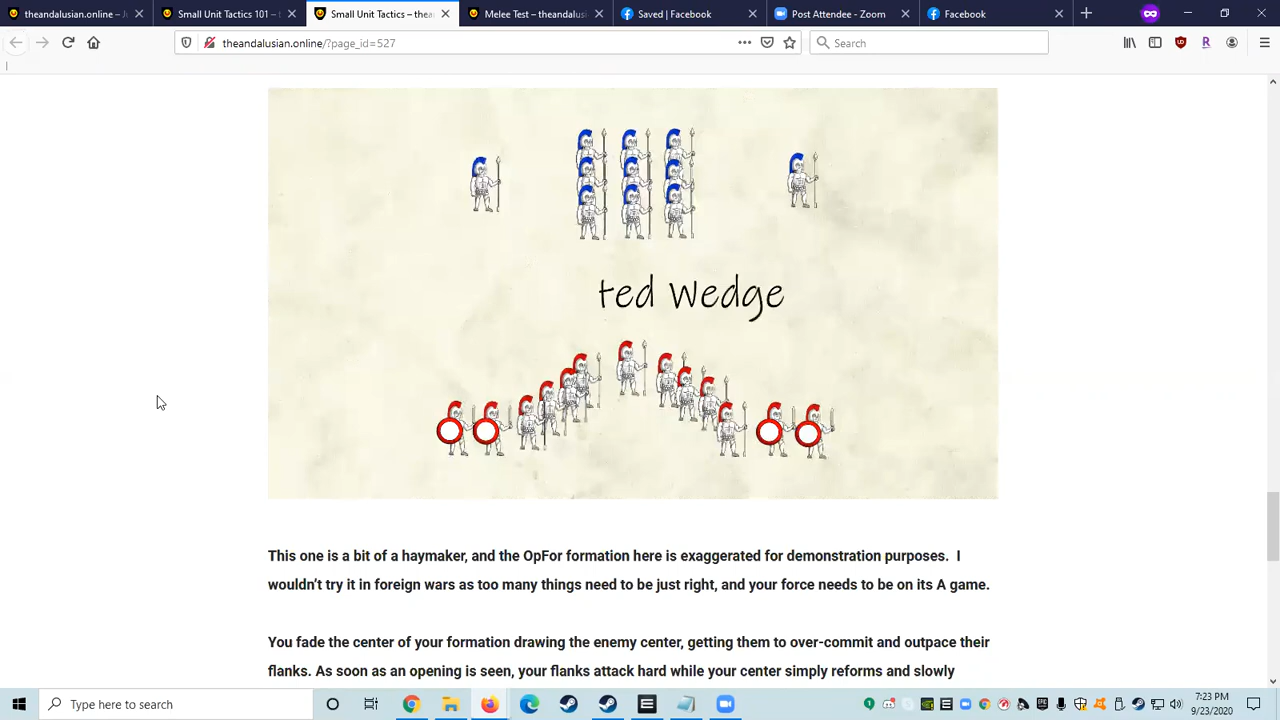 theandalusian.online – Ju
Small Unit Tactics 101 – t
Small Unit Tactics – thea
Melee Test – theandalusi
Saved | Facebook
Post Attendee - Zoom
Facebook
theandalusian.online/?page_id=527
Search
ted Wedge
This one is a bit of a haymaker, and the OpFor formation here is exaggerated for demonstration purposes. I
wouldn’t try it in foreign wars as too many things need to be just right, and your force needs to be on its A game.
You fade the center of your formation drawing the enemy center, getting them to over-commit and outpace their
flanks. As soon as an opening is seen, your flanks attack hard while your center simply reforms and slowly
Type here to search
7:23 PM
9/23/2020